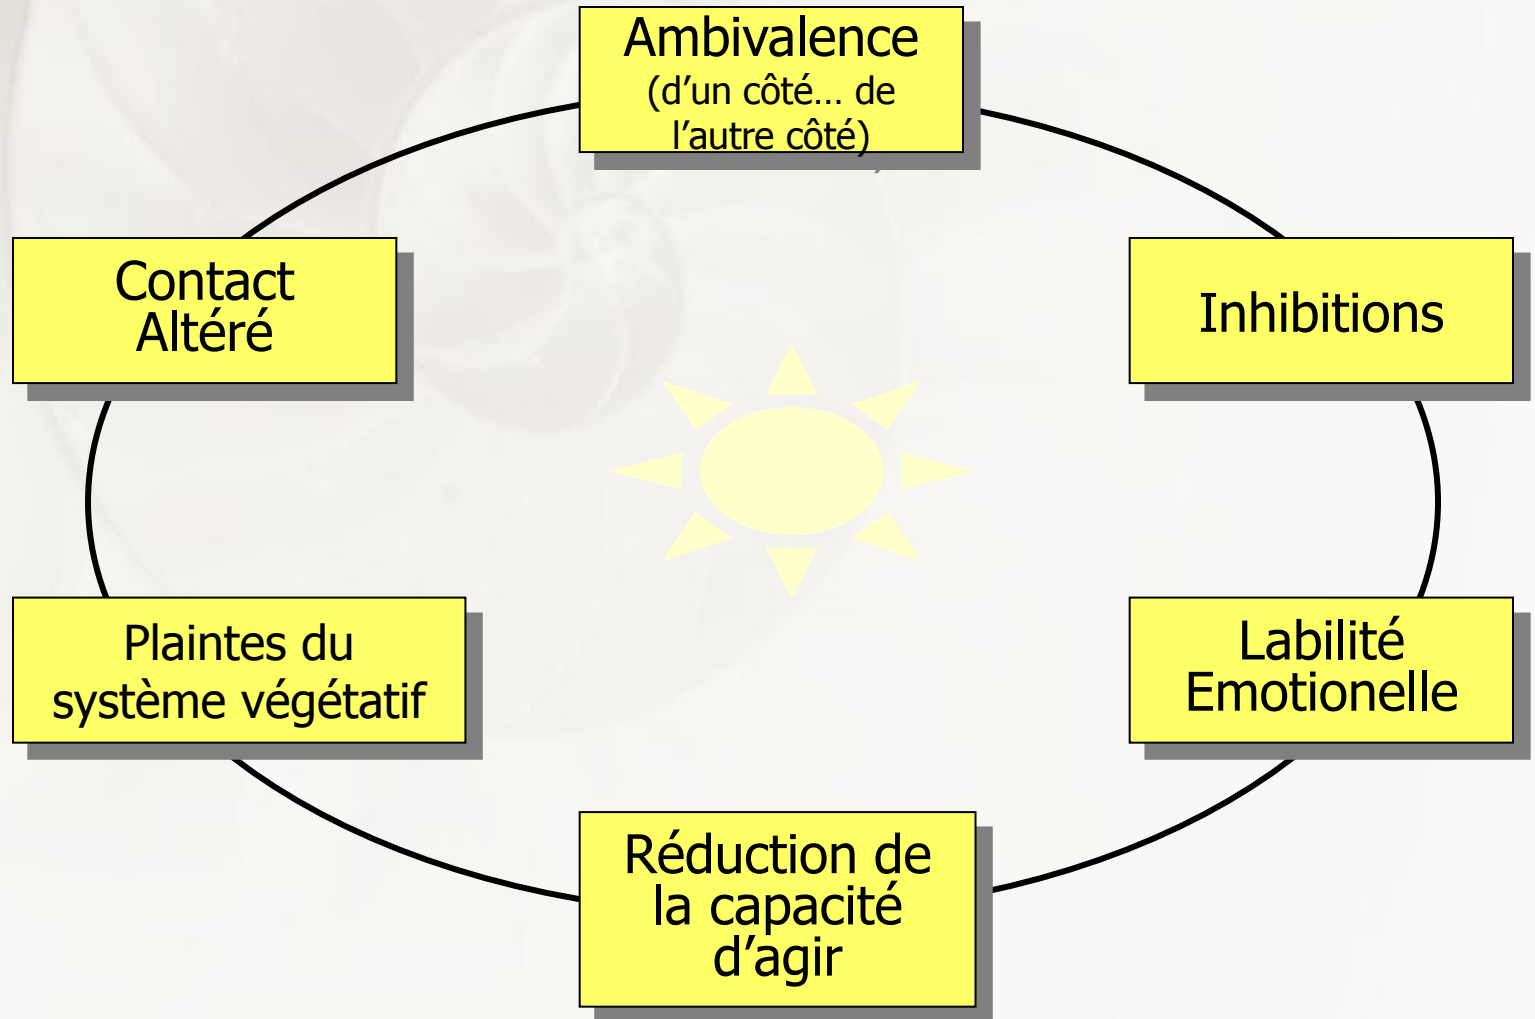 Ambivalence
(d’un côté… de
l’autre côté)
Contact
Altéré
Inhibitions
Plaintes du
système végétatif
Labilité
Emotionelle
Réduction de
la capacité
d’agir